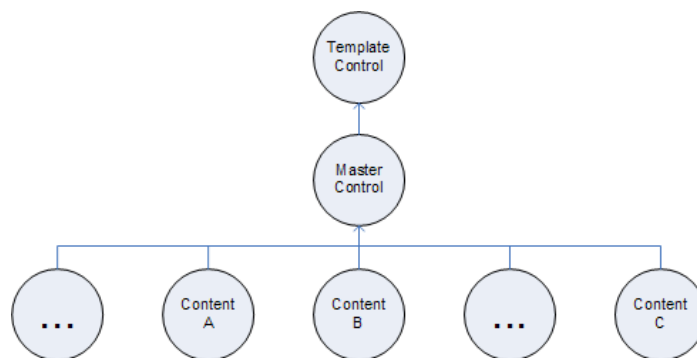 Template
Control
Master
Control
...
Content
A
Content
B
...
Content
C